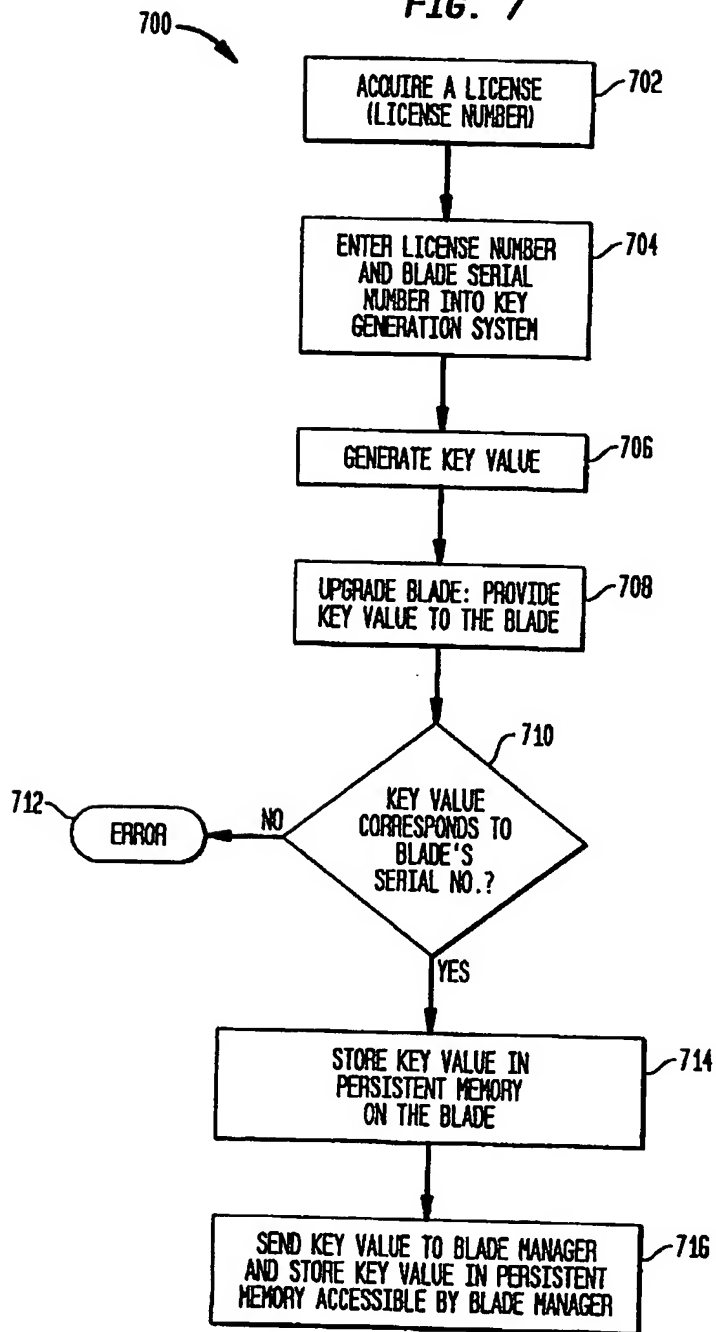 FIG. 7
700
ACQUIRE A LICENSE
(LICENSE NUMBER)
702
ENTER LICENSE NUMBER
AND BLADE SERIAL
NUMBER INTO KEY
GENERATION SYSTEM
704
GENERATE KEY VALUE
706
UPGRADE BLADE: PROVIDE
KEY VALUE TO THE BLADE
708
710
KEY VALUE
CORRESPONDS TO
BLADE'S
SERIAL NO.?
712
ERROR
NO
YES
STORE KEY VALUE IN
PERSISTENT MEMORY
ON THE BLADE
714
SEND KEY VALUE TO BLADE MANAGER
AND STORE KEY VALUE IN PERSISTENT
MEMORY ACCESSIBLE BY BLADE MANAGER
716